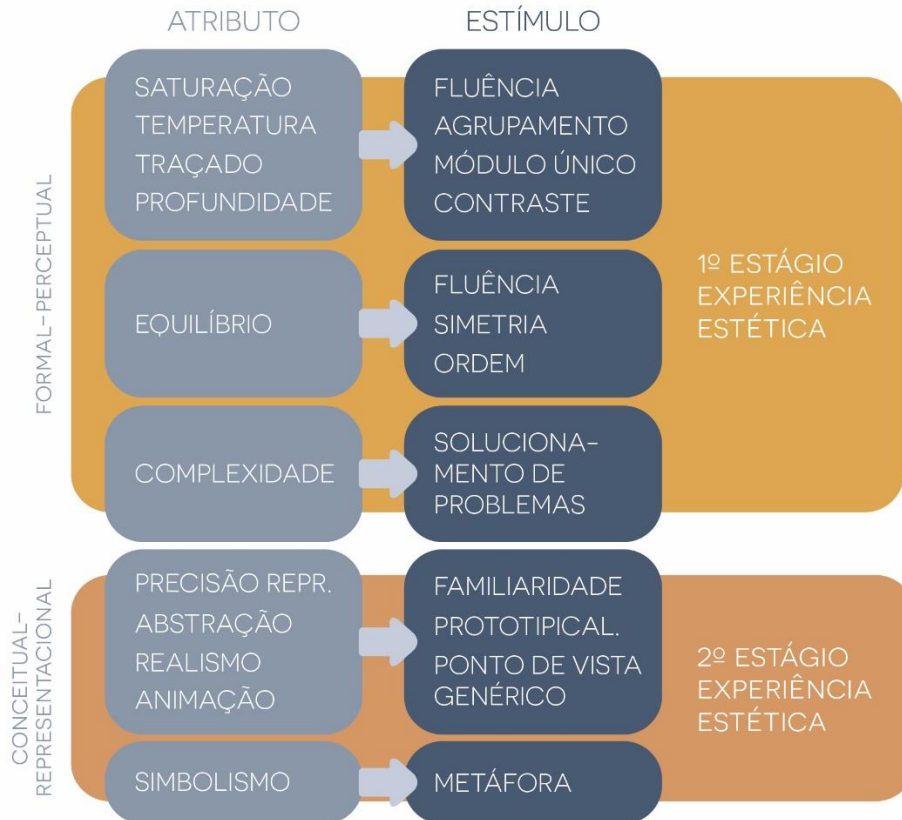 ATRIBUTO
ESTÍMULO
FORMAL-PERCEPTUAL
SATURAÇÃO
TEMPERATURA
TRAÇADO
PROFUNDIDADE
FLUÊNCIA
AGRUPAMENTO
MÓDULO ÚNICO
CONTRASTE
EQUILÍBRIO
FLUÊNCIA
SIMETRIA
ORDEM
COMPLEXIDADE
SOLUCIONA-
MENTO DE
PROBLEMAS
1º ESTÁGIO
EXPERIÊNCIA
ESTÉTICA
CONCEITUAL-
REPRESENTACIONAL
PRECISÃO REPR.
ABSTRAÇÃO
REALISMO
ANIMAÇÃO
FAMILIARIDADE
PROTOTIPICAL.
PONTO DE VISTA
GENÉRICO
SIMBOLISMO
METÁFORA
2º ESTÁGIO
EXPERIÊNCIA
ESTÉTICA